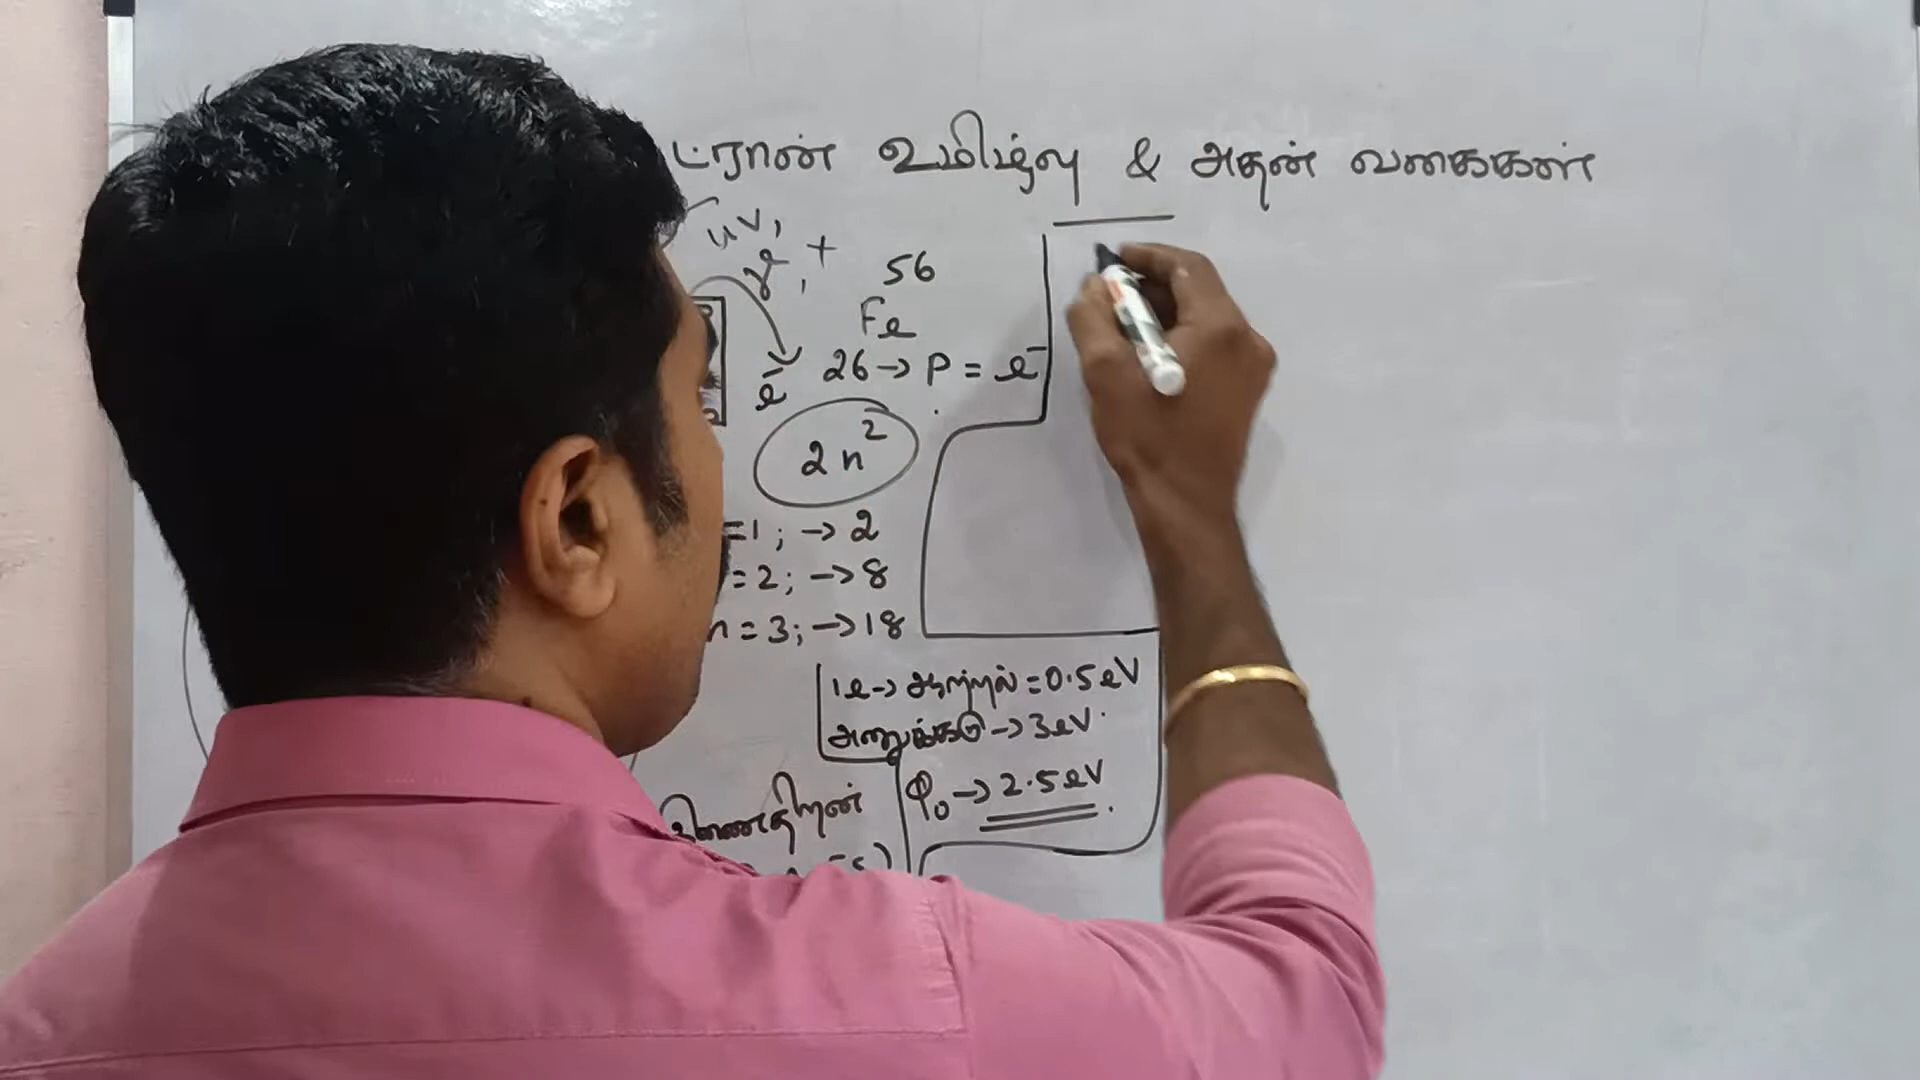 ட்ரான் உமிழ்வு & அதன் வகைகள்
uv,
γ, +
56
Fe
26 → P = e⁻
e⁻
2n²
=1; → 2
=2; → 8
n = 3; → 18
1e → ஆற்றல் = 0.5eV
அணுக்கரு → 3eV.
φ₀ → 2.5eV.